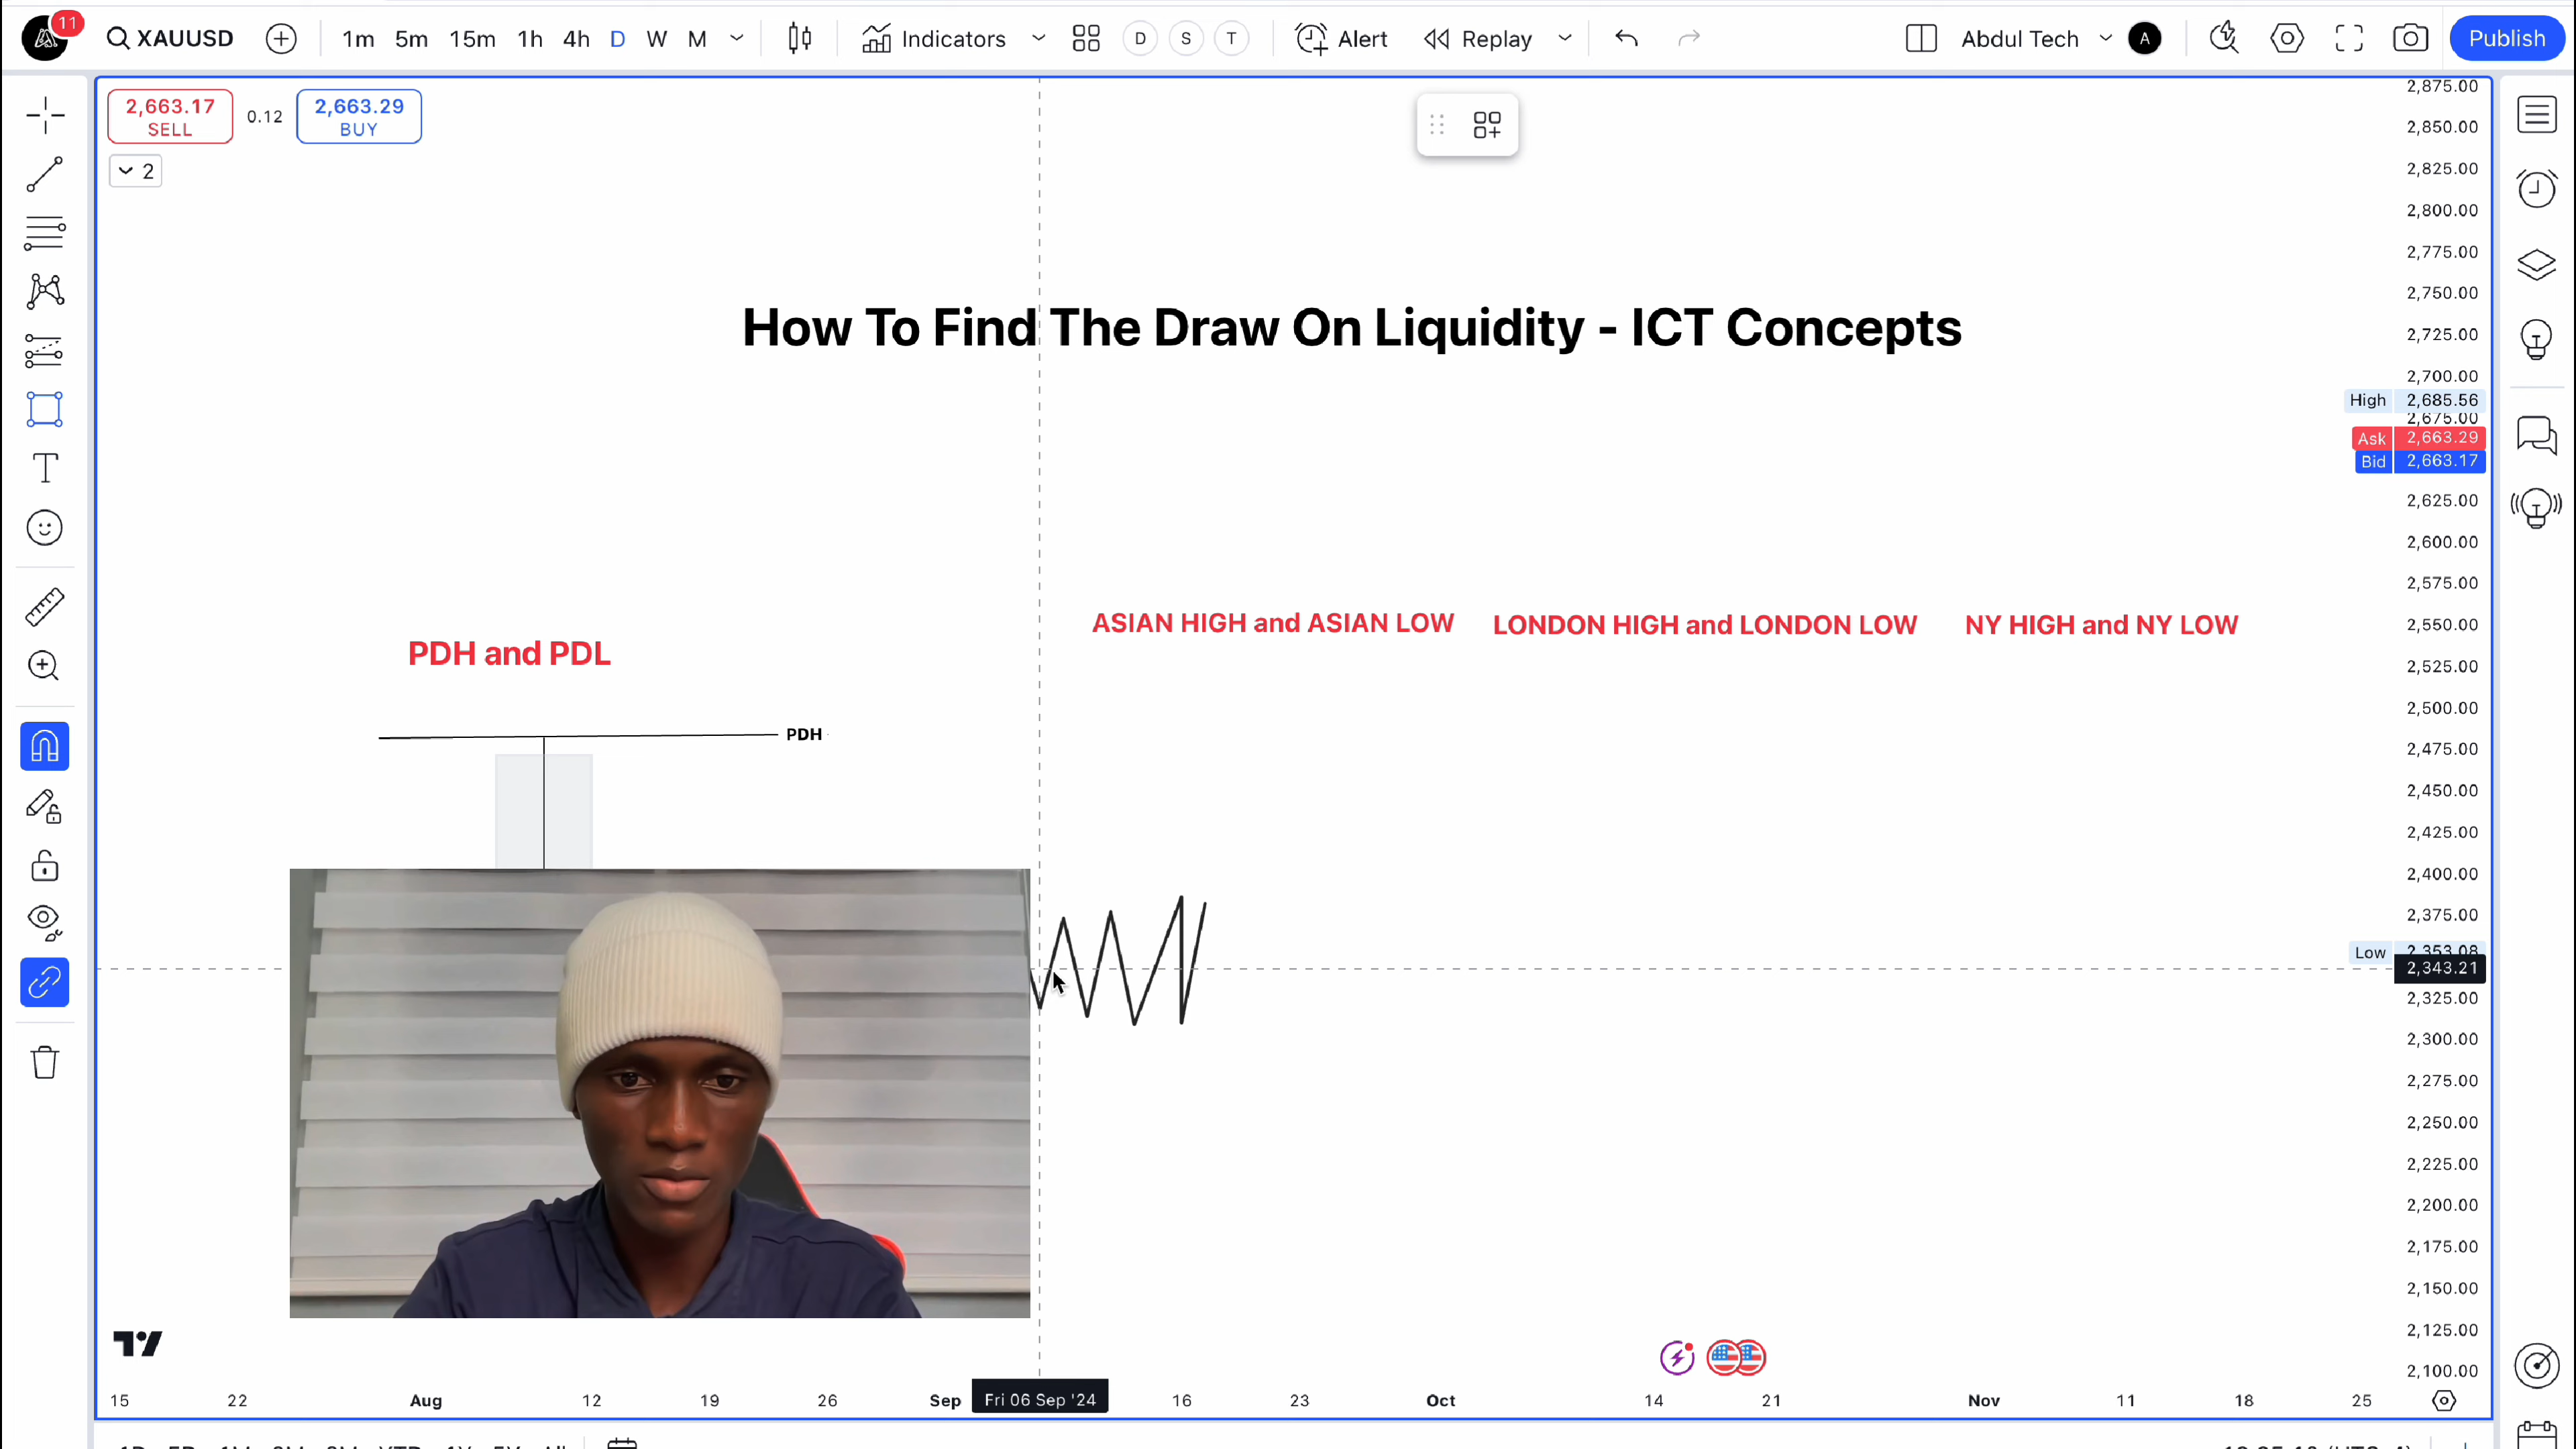 11
XAUUSD
1m 5m 15m 1h 4h D W M
Indicators
D S T
Alert
Replay
Abdul Tech
A
Publish
2,663.17
SELL
0.12
2,663.29
BUY
2
How To Find The Draw On Liquidity - ICT Concepts
ASIAN HIGH and ASIAN LOW
LONDON HIGH and LONDON LOW
NY HIGH and NY LOW
PDH and PDL
PDH
2,875.00
2,850.00
2,825.00
2,800.00
2,775.00
2,750.00
2,725.00
2,700.00
High 2,685.56
2,675.00
Ask 2,663.29
Bid 2,663.17
2,625.00
2,600.00
2,575.00
2,550.00
2,525.00
2,500.00
2,475.00
2,450.00
2,425.00
2,400.00
2,375.00
Low 2,353.08
2,343.21
2,325.00
2,300.00
2,275.00
2,250.00
2,225.00
2,200.00
2,175.00
2,150.00
2,125.00
2,100.00
15 22 Aug 12 19 26 Sep Fri 06 Sep '24 16 23 Oct 14 21 Nov 11 18 25